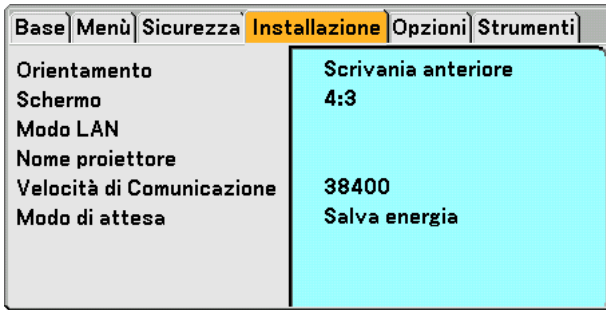 Base Menù Sicurezza Installazione Opzioni Strumenti
Orientamento Scrivania anteriore
Schermo 4:3
Modo LAN
Nome proiettore
Velocità di Comunicazione 38400
Modo di attesa Salva energia